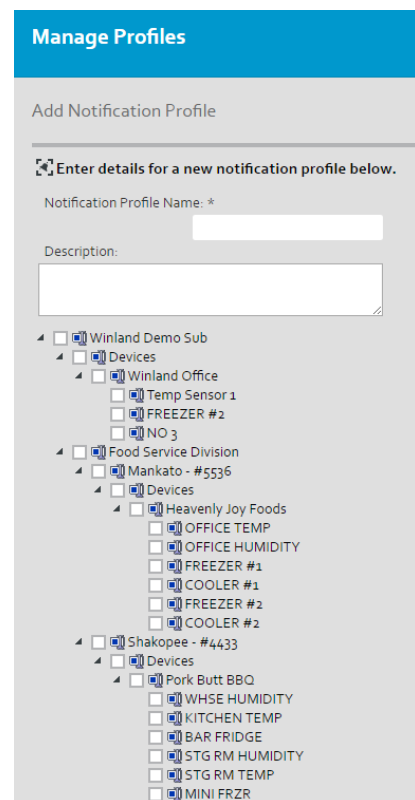 Manage Profiles
Add Notification Profile
Enter details for a new notification profile below.
Notification Profile Name: *
Description:
Winland Demo Sub
Devices
Winland Office
Temp Sensor 1
FREEZER #2
NO 3
Food Service Division
Mankato - #5536
Devices
Heavenly Joy Foods
OFFICE TEMP
OFFICE HUMIDITY
FREEZER #1
COOLER #1
FREEZER #2
COOLER #2
Shakopee - #4433
Devices
Pork Butt BBQ
WHSE HUMIDITY
KITCHEN TEMP
BAR FRIDGE
STG RM HUMIDITY
STG RM TEMP
MINI FRZR